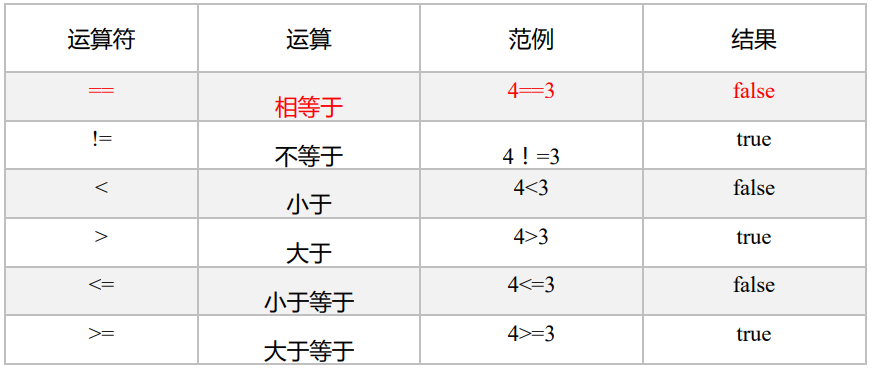 运算符 运算 范例 结果
== 相等于 4==3 false
!= 不等于 4！=3 true
< 小于 4<3 false
> 大于 4>3 true
<= 小于等于 4<=3 false
>= 大于等于 4>=3 true